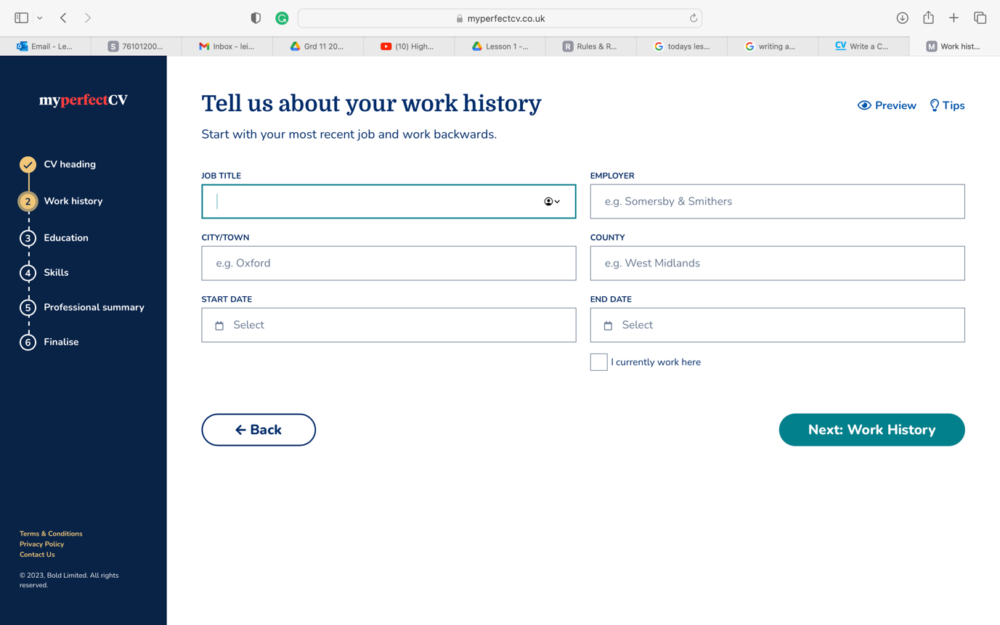 myperfectcv.co.uk
Email - Le...
S 76101200...
Inbox - lei...
Grd 11 20...
(10) High...
Lesson 1 -...
R Rules & R...
todays les...
writing a...
CV Write a C...
M Work hist...
myperfectCV
CV heading
2 Work history
3 Education
4 Skills
5 Professional summary
6 Finalise
Terms & Conditions
Privacy Policy
Contact Us
© 2023, Bold Limited. All rights
reserved.
Tell us about your work history
Preview
Tips
Start with your most recent job and work backwards.
JOB TITLE
EMPLOYER
e.g. Somersby & Smithers
CITY/TOWN
e.g. Oxford
COUNTY
e.g. West Midlands
START DATE
Select
END DATE
Select
I currently work here
← Back
Next: Work History